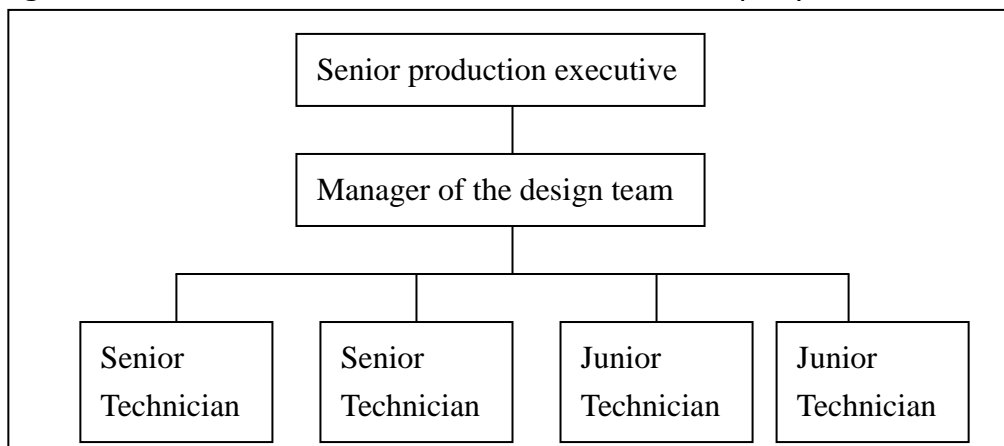 Senior production executive
Manager of the design team
Senior
Technician
Senior
Technician
Junior
Technician
Junior
Technician